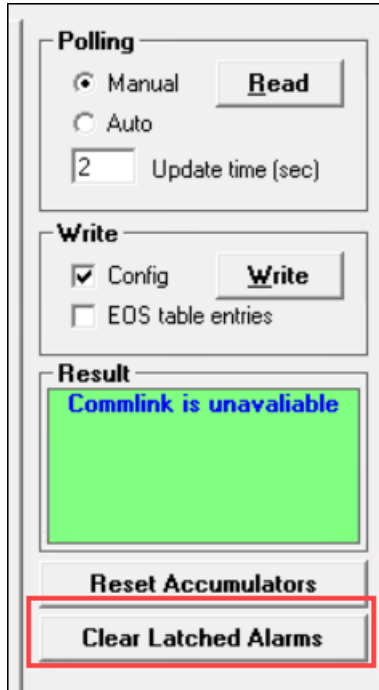 Polling
Manual Read
Auto
2 Update time (sec)
Write
Config Write
EOS table entries
Result
Commlink is unavaliable
Reset Accumulators
Clear Latched Alarms